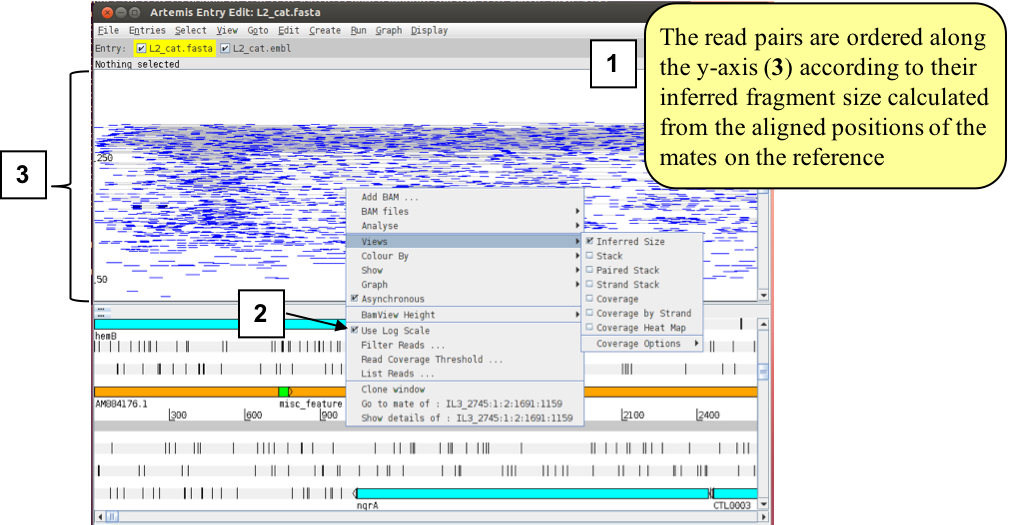 Artemis Entry Edit: L2_cat.fasta
File Entries Select View Goto Edit Create Run Graph Display
Entry: L2_cat.fasta L2_cat.embl
Nothing selected
1
The read pairs are ordered along
the y-axis (3) according to their
inferred fragment size calculated
from the aligned positions of the
mates on the reference
3
250
50
Add BAM ...
BAM files
Analyse
Views
Colour By
Show
Graph
Asynchronous
BamView Height
Use Log Scale
Filter Reads ...
Read Coverage Threshold ...
List Reads ...
Clone window
Go to mate of : IL3_2745:1:2:1691:1159
Show details of : IL3_2745:1:2:1691:1159
Inferred Size
Stack
Paired Stack
Strand Stack
Coverage
Coverage by Strand
Coverage Heat Map
Coverage Options
2
hemB
AM884176.1 misc_feature
300 600 900 2100 2400
nqrA CTL0003